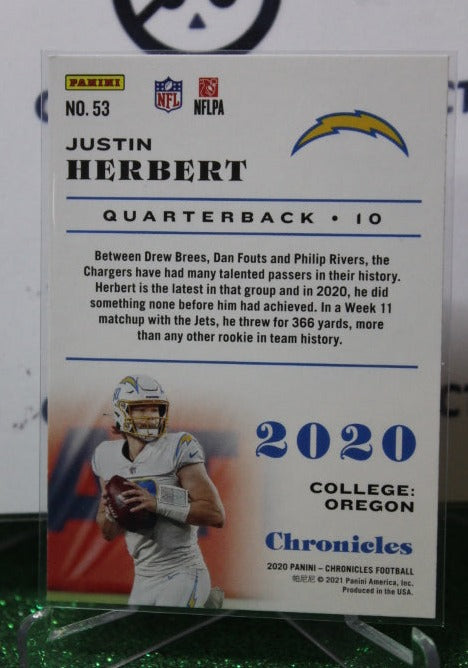 PANINI
NFL
NFLPA
NO. 53
JUSTIN
HERBERT
QUARTERBACK • 10
Between Drew Brees, Dan Fouts and Philip Rivers, the
Chargers have had many talented passers in their history.
Herbert is the latest in that group and in 2020, he did
something none before him had achieved. In a Week 11
matchup with the Jets, he threw for 366 yards, more
than any other rookie in team history.
2020
COLLEGE:
OREGON
Chronicles
2020 PANINI – CHRONICLES FOOTBALL
帕尼尼 © 2021 Panini America, Inc.
Produced in the USA.